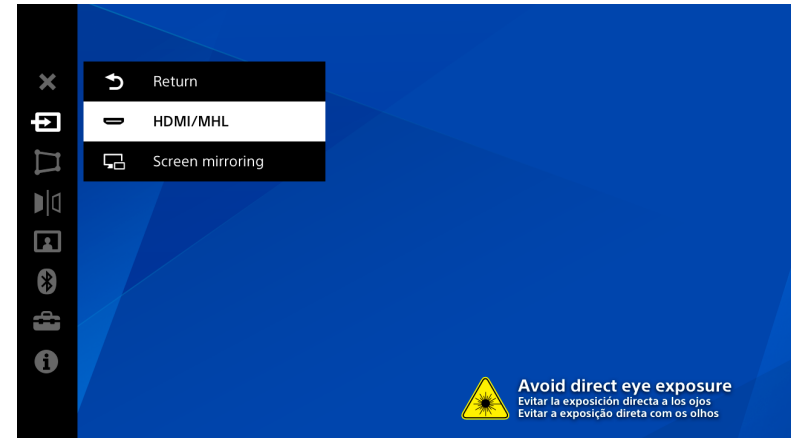 Return
HDMI/MHL
Screen mirroring
Avoid direct eye exposure
Evitar la exposición directa a los ojos
Evitar a exposição direta com os olhos